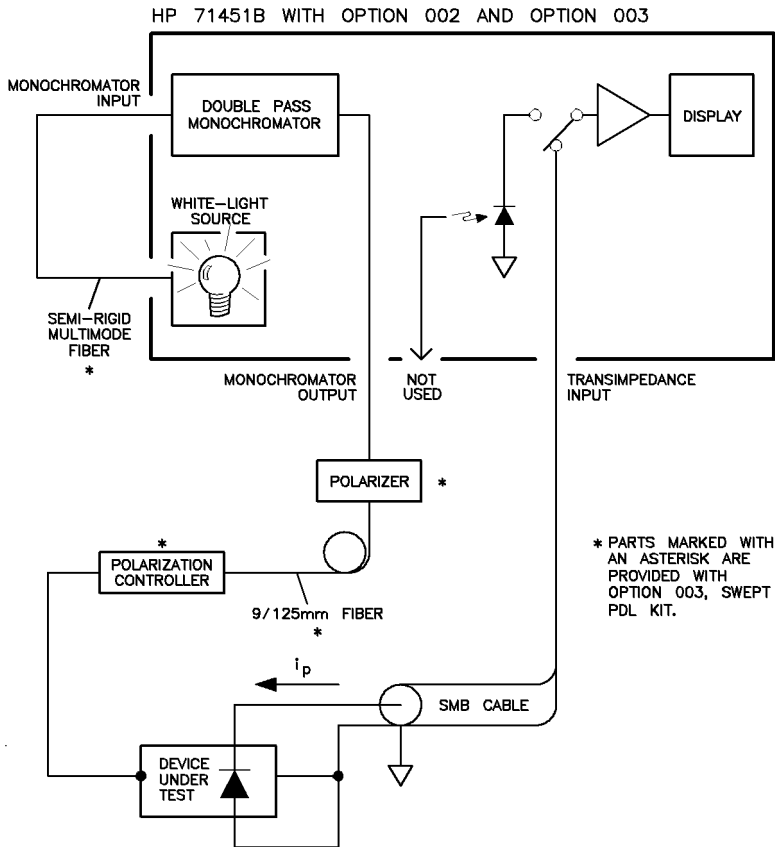 HP 71451B WITH OPTION 002 AND OPTION 003
MONOCHROMATOR
INPUT
DOUBLE PASS
MONOCHROMATOR
DISPLAY
WHITE-LIGHT
SOURCE
SEMI-RIGID
MULTIMODE
FIBER
*
MONOCHROMATOR
OUTPUT
NOT
USED
TRANSIMPEDANCE
INPUT
POLARIZER *
*
POLARIZATION
CONTROLLER
9/125mm FIBER
*
* PARTS MARKED WITH
AN ASTERISK ARE
PROVIDED WITH
OPTION 003, SWEPT
PDL KIT.
ip
SMB CABLE
DEVICE
UNDER
TEST